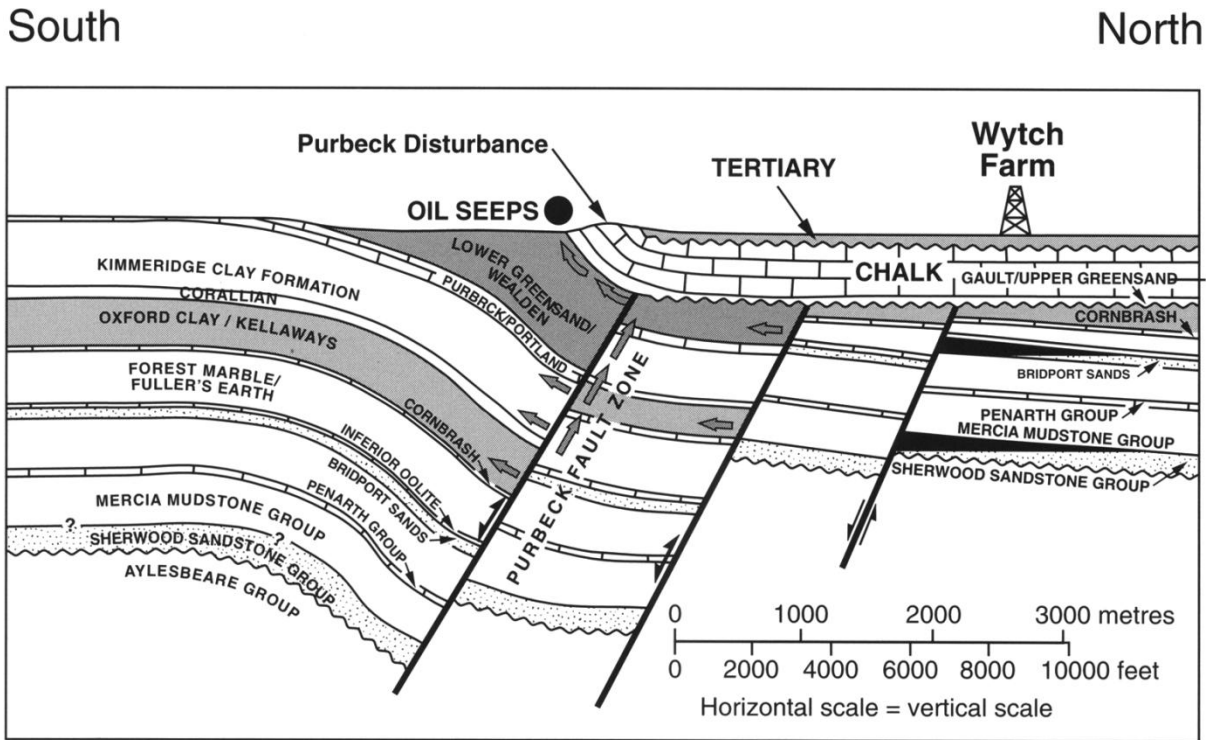 South
North
Purbeck Disturbance
Wytch
Farm
TERTIARY
OIL SEEPS
LOWER GREENSAND/
WEALDEN
CHALK
GAULT/UPPER GREENSAND
KIMMERIDGE CLAY FORMATION
PURBRCK/PORTLAND
CORALLIAN
CORNBRASH
OXFORD CLAY / KELLAWAYS
BRIDPORT SANDS
FOREST MARBLE/
FULLER'S EARTH
CORNBRASH
PURBECK FAULT ZONE
PENARTH GROUP
MERCIA MUDSTONE GROUP
INFERIOR OOLITE
BRIDPORT SANDS
PENARTH GROUP
SHERWOOD SANDSTONE GROUP
MERCIA MUDSTONE GROUP
? ?
SHERWOOD SANDSTONE GROUP
AYLESBEARE GROUP
0 1000 2000 3000 metres
0 2000 4000 6000 8000 10000 feet
Horizontal scale = vertical scale